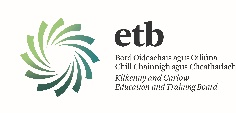 etb
Bord Oideachais agus Oiliúna
Chill Chainnigh agus Cheatharlach
Kilkenny and Carlow
Education and Training Board